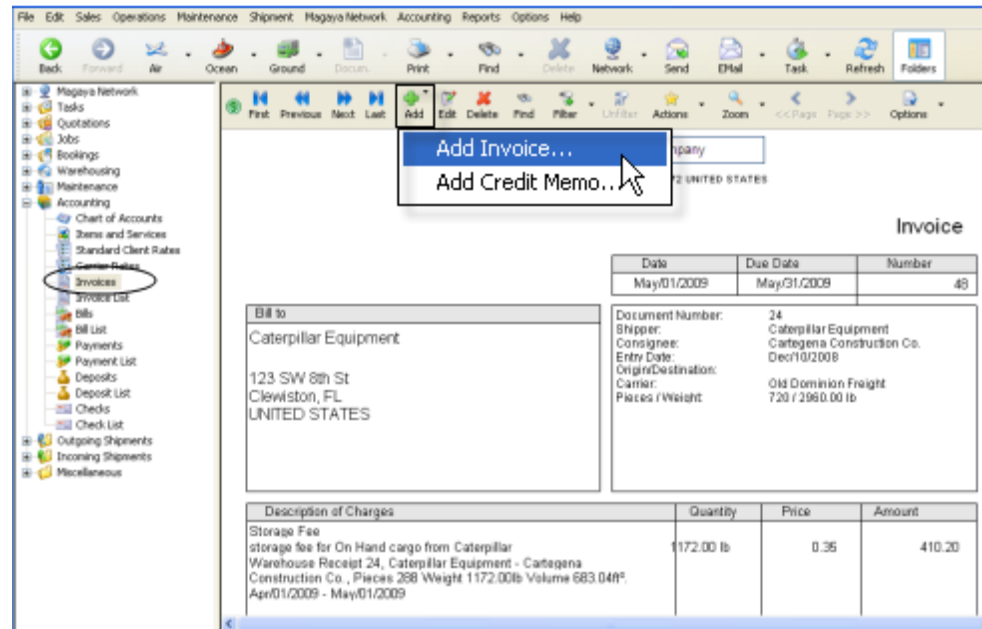 File Edit Sales Operations Maintenance Shipment Magaya Network Accounting Reports Options Help
Back Forward Air Ocean Ground Docum. Print Find Delete Network Send EMail Task Refresh Folders
Magaya Network
Tasks
Quotations
Jobs
Bookings
Warehousing
Maintenance
Accounting
Chart of Accounts
Items and Services
Standard Client Rates
Carrier Rates
Invoices
Invoice List
Bills
Bill List
Payments
Payment List
Deposits
Deposit List
Checks
Check List
Outgoing Shipments
Incoming Shipments
Miscellaneous
First Previous Next Last Add Edit Delete Find Filter Unfilter Actions Zoom << Page Page >> Options
Add Invoice...
Add Credit Memo...
mpany
72 UNITED STATES
Invoice
Date Due Date Number
May/01/2009 May/31/2009 48
Bill to
Caterpillar Equipment
123 SW 8th St
Clewiston, FL
UNITED STATES
Document Number: 24
Shipper: Caterpillar Equipment
Consignee: Cartegena Construction Co.
Entry Date: Dec/10/2008
Origin/Destination:
Carrier: Old Dominion Freight
Pieces / Weight: 720 / 2960.00 lb
Description of Charges Quantity Price Amount
Storage Fee
storage fee for On Hand cargo from Caterpillar 1172.00 lb 0.35 410.20
Warehouse Receipt 24, Caterpillar Equipment - Cartegena
Construction Co., Pieces 288 Weight 1172.00lb Volume 683.04ft³.
Apr/01/2009 - May/01/2009